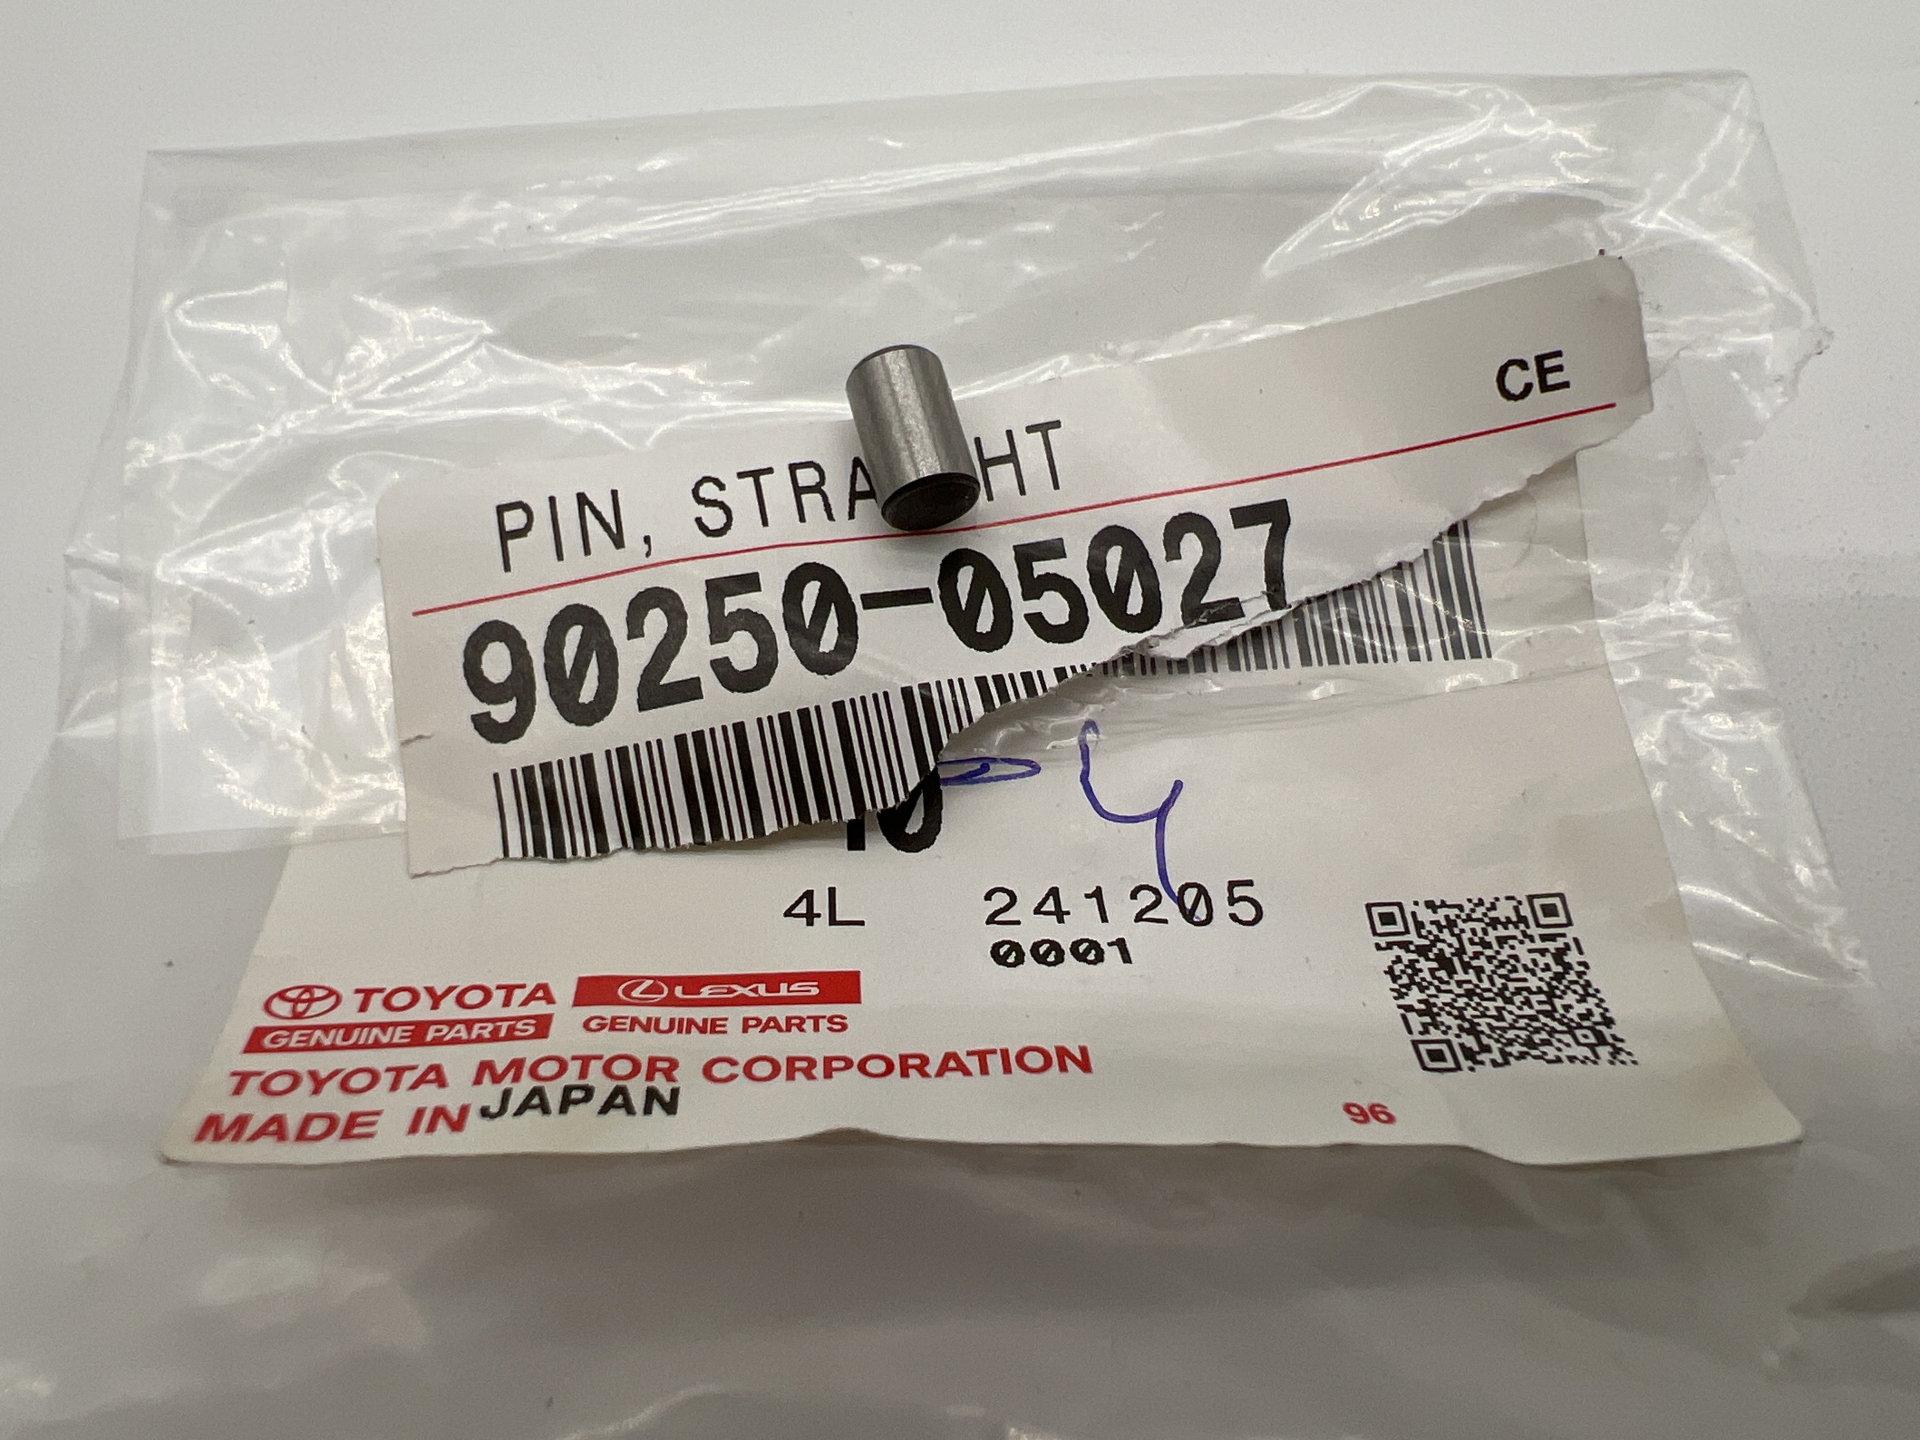 CE
PIN, STRA HT
90250-05027
10
4L 241205
0001
TOYOTA LEXUS
GENUINE PARTS GENUINE PARTS
TOYOTA MOTOR CORPORATION
MADE IN JAPAN
96